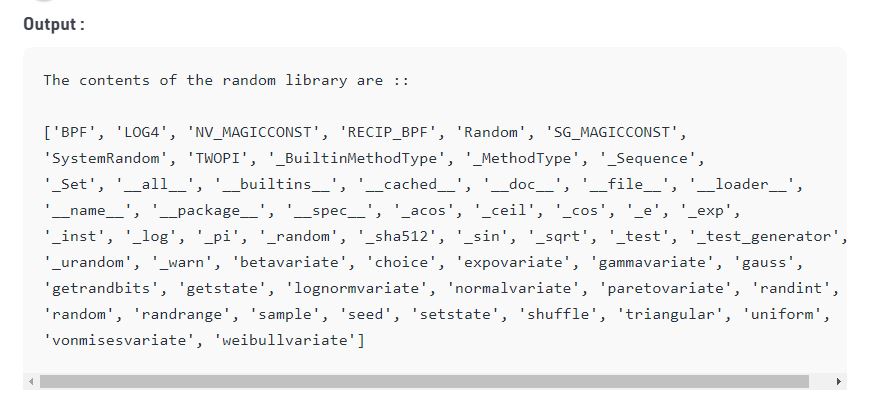 Output :
The contents of the random library are ::
['BPF', 'LOG4', 'NV_MAGICCONST', 'RECIP_BPF', 'Random', 'SG_MAGICCONST',
'SystemRandom', 'TWOPI', '_BuiltinMethodType', '_MethodType', '_Sequence',
'_Set', '__all__', '__builtins__', '__cached__', '__doc__', '__file__', '__loader__',
'__name__', '__package__', '__spec__', '_acos', '_ceil', '_cos', '_e', '_exp',
'_inst', '_log', '_pi', '_random', '_sha512', '_sin', '_sqrt', '_test', '_test_generator',
'_urandom', '_warn', 'betavariate', 'choice', 'expovariate', 'gammavariate', 'gauss',
'getrandbits', 'getstate', 'lognormvariate', 'normalvariate', 'paretovariate', 'randint',
'random', 'randrange', 'sample', 'seed', 'setstate', 'shuffle', 'triangular', 'uniform',
'vonmisesvariate', 'weibullvariate']